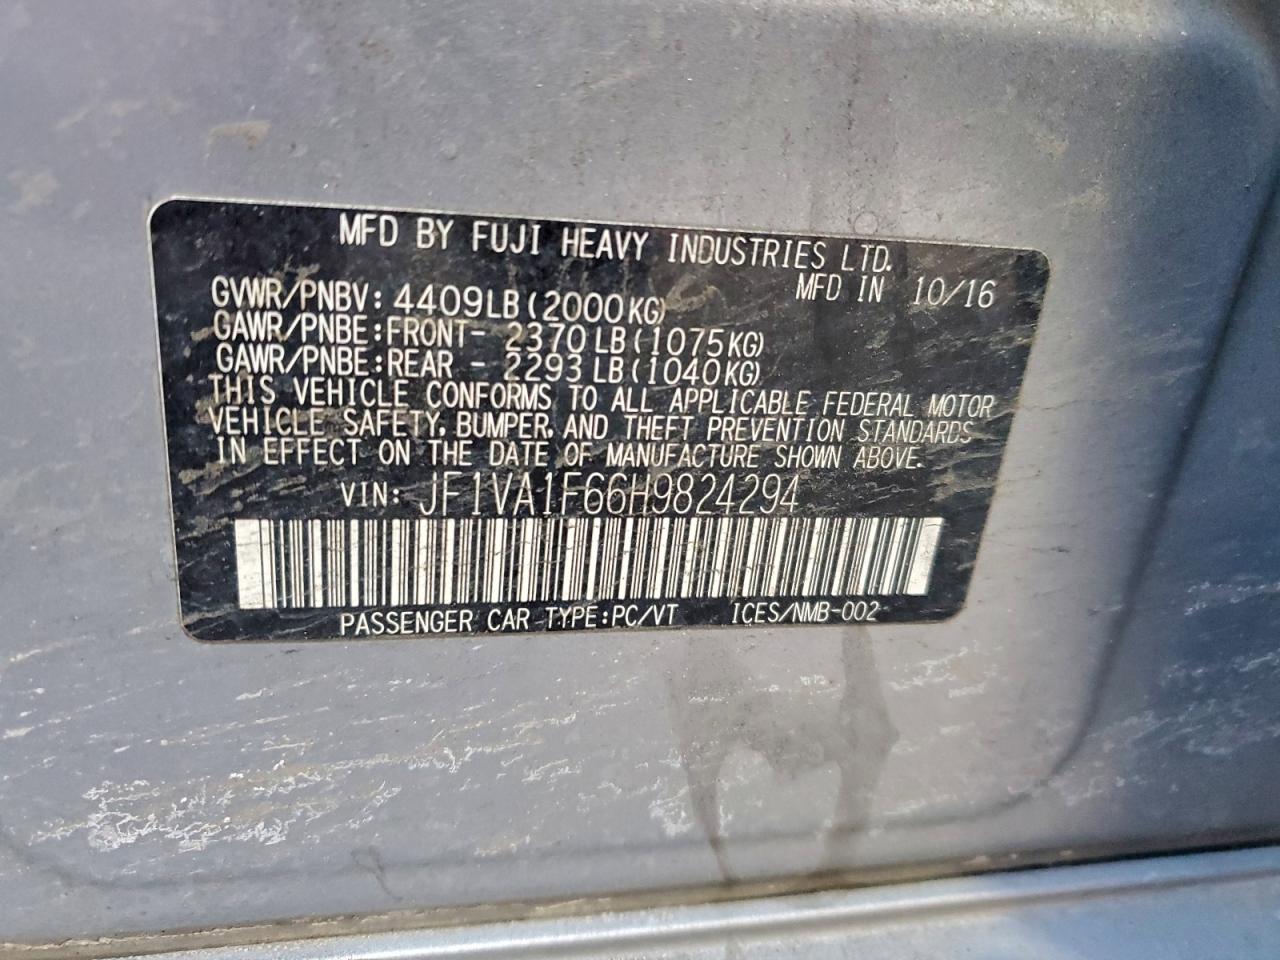 MFD BY FUJI HEAVY INDUSTRIES LTD.
MFD IN 10/16
GVWR/PNBV: 4409LB(2000KG)
GAWR/PNBE:FRONT- 2370LB(1075KG)
GAWR/PNBE:REAR - 2293LB(1040KG)
THIS VEHICLE CONFORMS TO ALL APPLICABLE FEDERAL MOTOR
VEHICLE SAFETY, BUMPER, AND THEFT PREVENTION STANDARDS
IN EFFECT ON THE DATE OF MANUFACTURE SHOWN ABOVE.
VIN: JF1VA1F66H9824294
PASSENGER CAR TYPE:PC/VT ICES/NMB-002